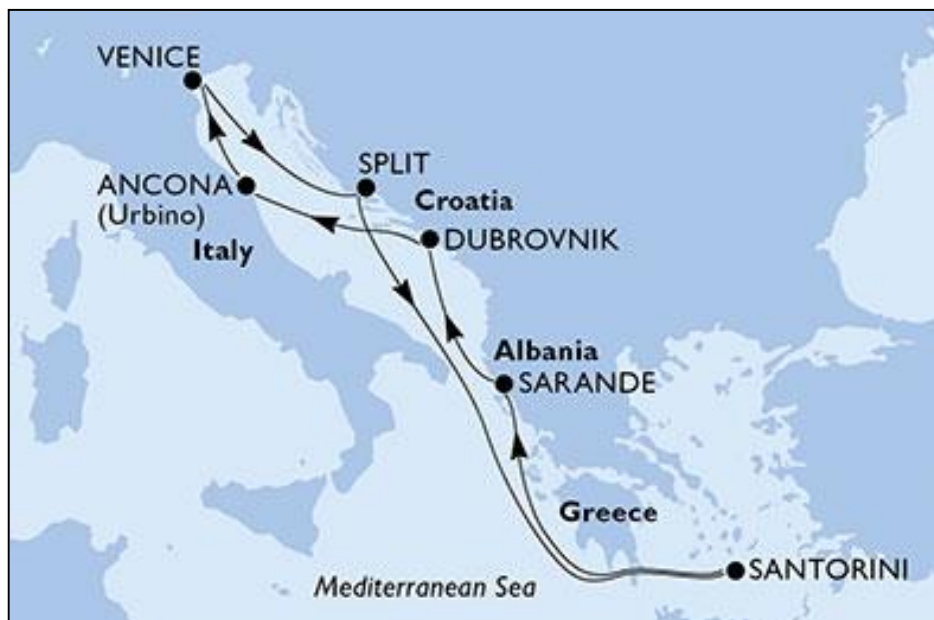 VENICE
SPLIT
ANCONA
(Urbino)
Croatia
Italy
DUBROVNIK
Albania
SARANDE
Greece
SANTORINI
Mediterranean Sea